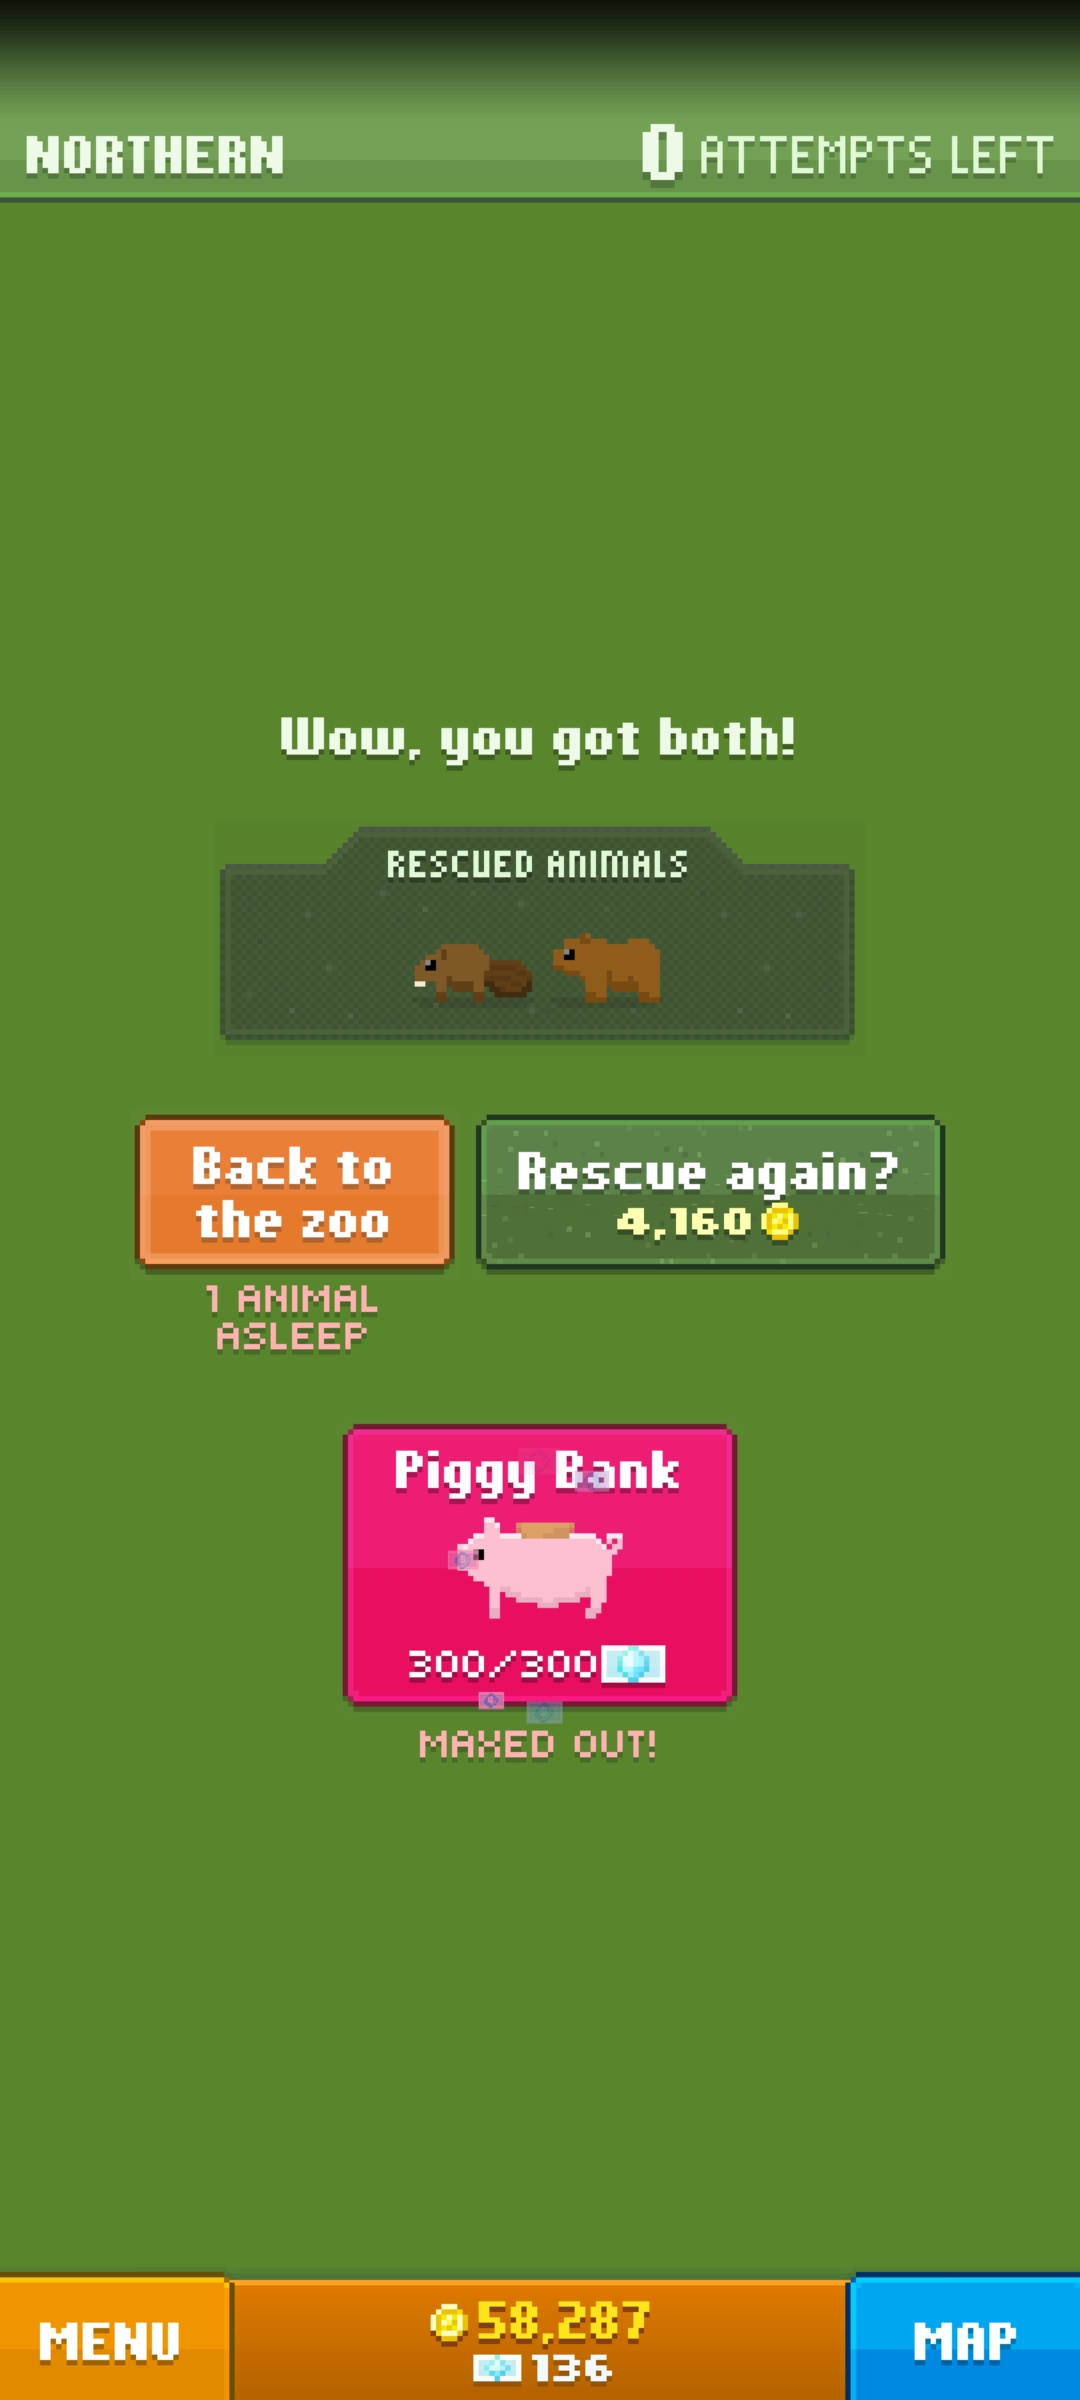 NORTHERN
0 ATTEMPTS LEFT
Wow, you got both!
RESCUED ANIMALS
Back to
the zoo
Rescue again?
4,160
1 ANIMAL
ASLEEP
Piggy Bank
300/300
MAXED OUT!
MENU
58,287
136
MAP